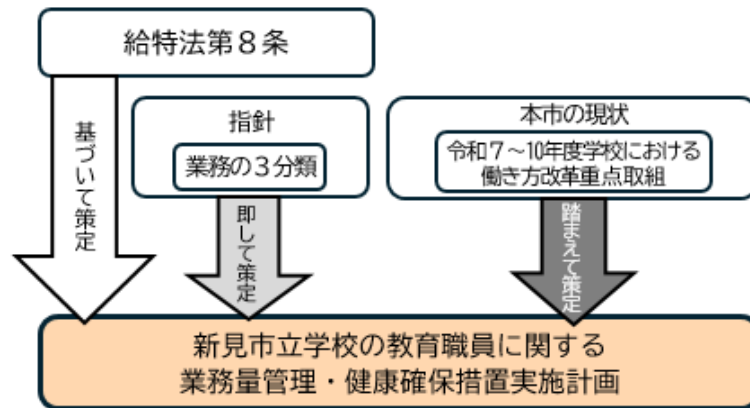 給特法第８条
指針
業務の３分類
本市の現状
令和７～10年度学校における
働き方改革重点取組
基づいて策定
即して策定
踏まえて策定
新見市立学校の教育職員に関する
業務量管理・健康確保措置実施計画